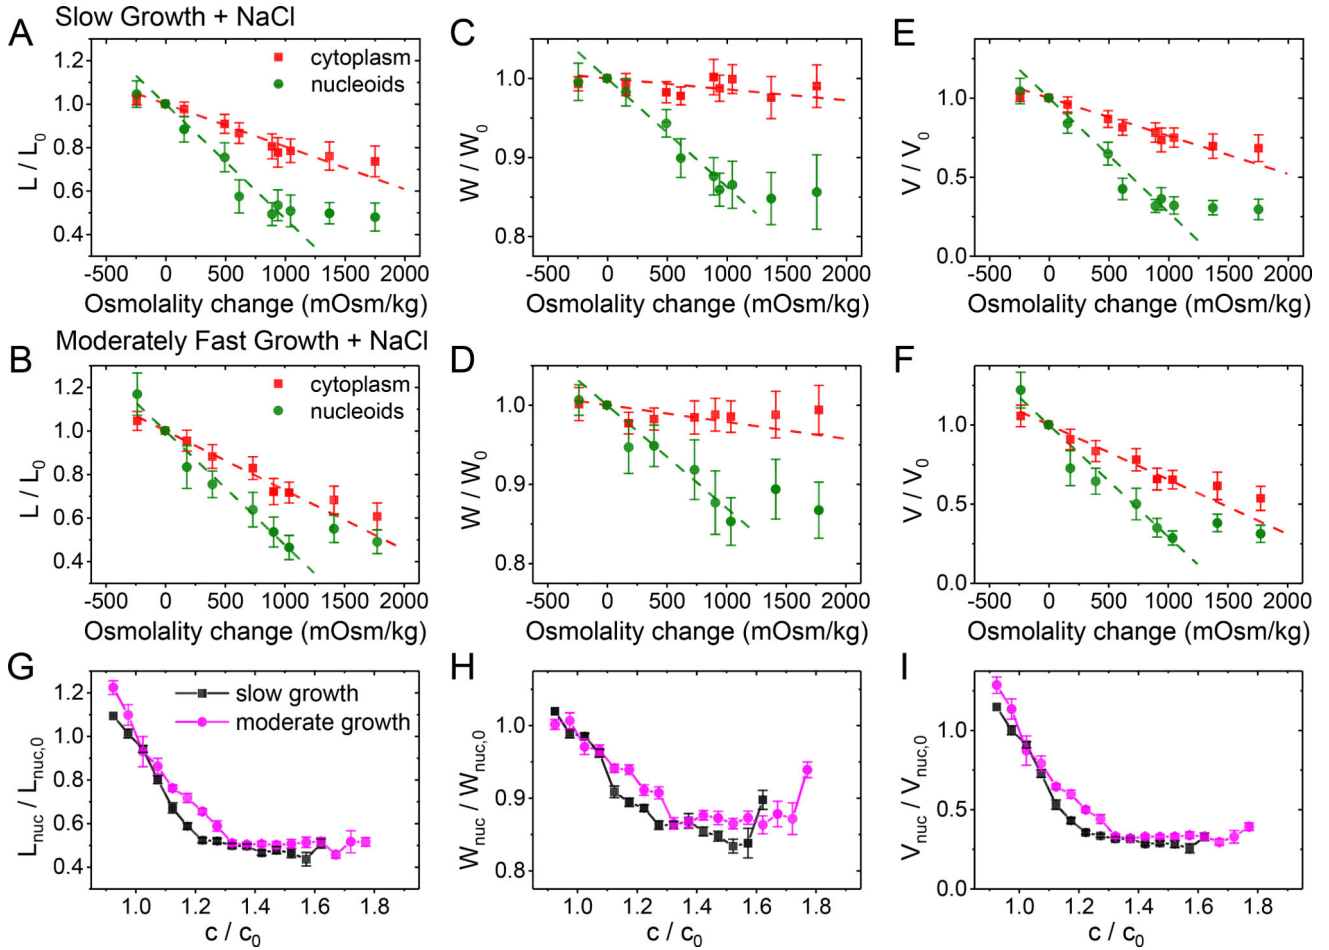 Slow Growth + NaCl
A
cytoplasm
nucleoids
L / L0
1.2
1.0
0.8
0.6
0.4
-500 0 500 1000 1500 2000
Osmolality change (mOsm/kg)
C
W / W0
1.0
0.9
0.8
-500 0 500 1000 1500 2000
Osmolality change (mOsm/kg)
E
V / V0
1.0
0.5
0.0
-500 0 500 1000 1500 2000
Osmolality change (mOsm/kg)
Moderately Fast Growth + NaCl
B
cytoplasm
nucleoids
L / L0
1.2
1.0
0.8
0.6
0.4
-500 0 500 1000 1500 2000
Osmolality change (mOsm/kg)
D
W / W0
1.0
0.9
0.8
-500 0 500 1000 1500 2000
Osmolality change (mOsm/kg)
F
V / V0
1.0
0.5
0.0
-500 0 500 1000 1500 2000
Osmolality change (mOsm/kg)
G
slow growth
moderate growth
Lnuc / Lnuc,0
1.2
1.0
0.8
0.6
0.4
1.0 1.2 1.4 1.6 1.8
c / c0
H
Wnuc / Wnuc,0
1.0
0.9
0.8
1.0 1.2 1.4 1.6 1.8
c / c0
I
Vnuc / Vnuc,0
1.0
0.5
0.0
1.0 1.2 1.4 1.6 1.8
c / c0